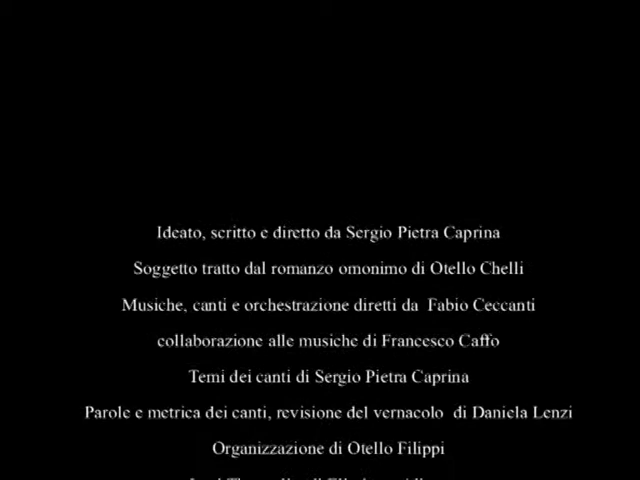 Ideato, scritto e diretto da Sergio Pietra Caprina
Soggetto tratto dal romanzo omonimo di Otello Chelli
Musiche, canti e orchestrazione diretti da Fabio Ceccanti
collaborazione alle musiche di Francesco Caffo
Temi dei canti di Sergio Pietra Caprina
Parole e metrica dei canti, revisione del vernacolo di Daniela Lenzi
Organizzazione di Otello Filippi